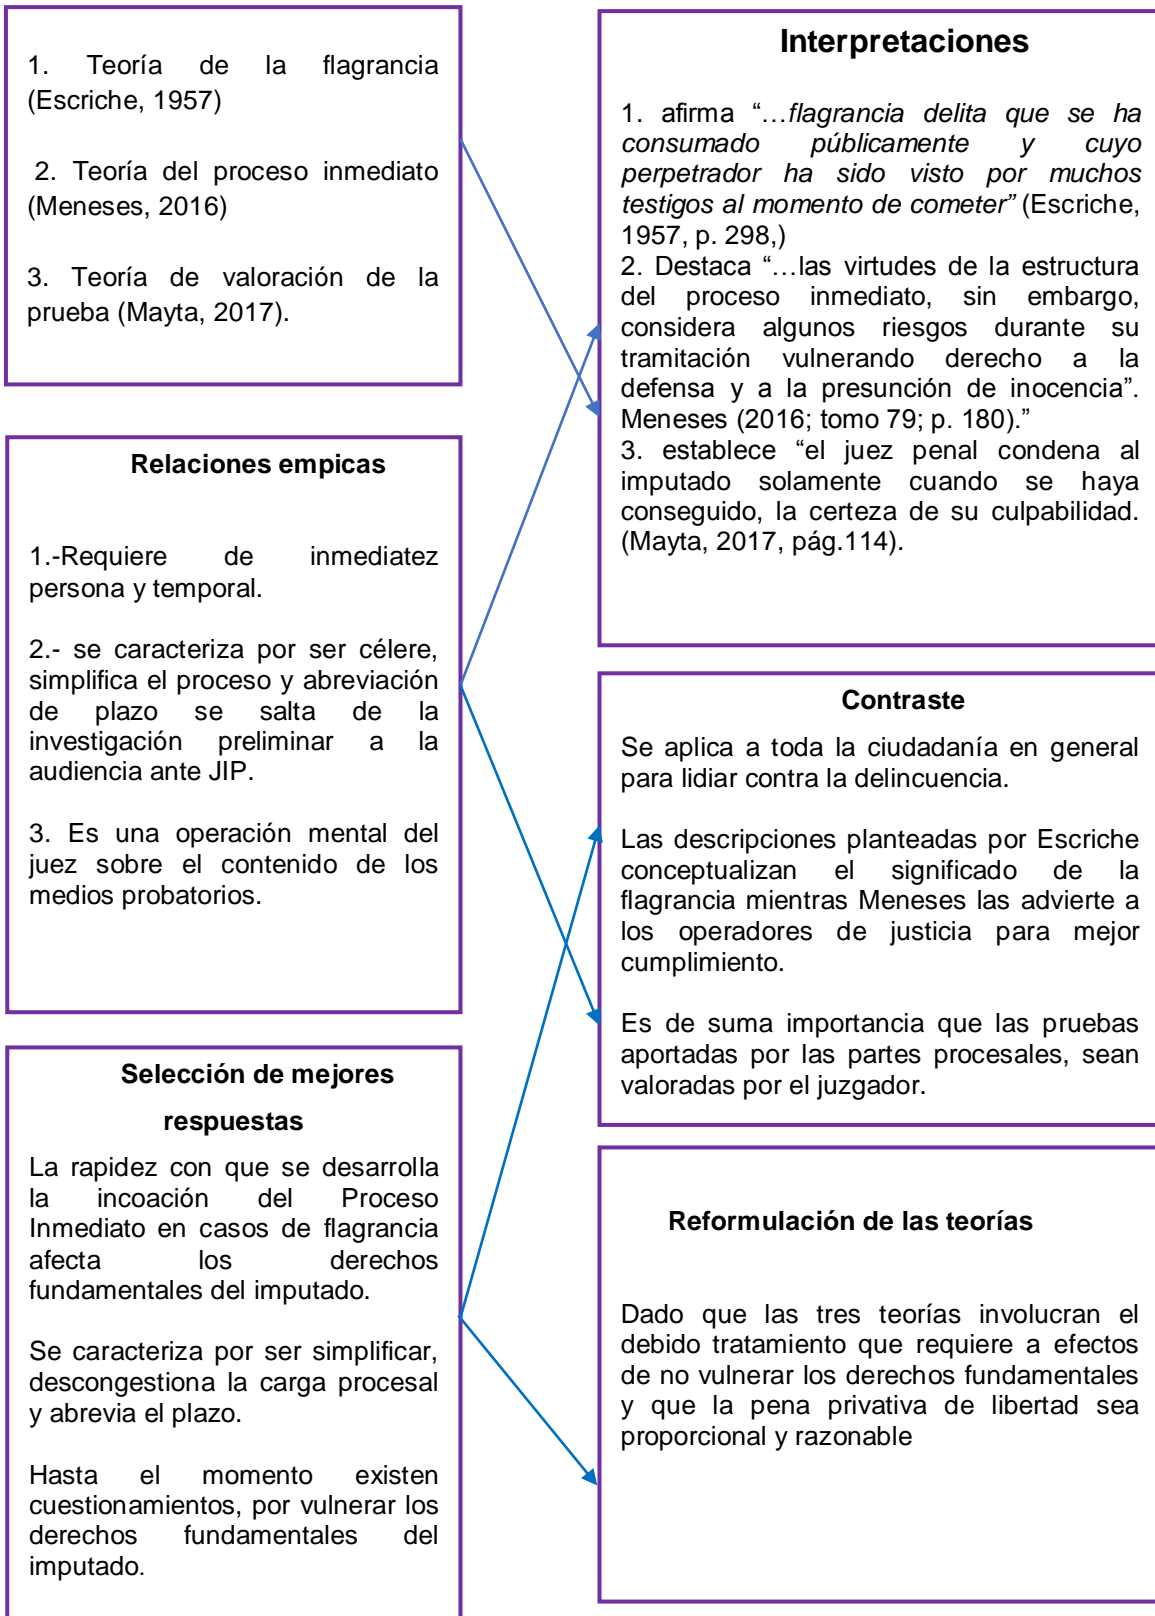 1. Teoría de la flagrancia
(Escriche, 1957)
2. Teoría del proceso inmediato
(Meneses, 2016)
3. Teoría de valoración de la
prueba (Mayta, 2017).
Interpretaciones
1. afirma “…flagrancia delita que se ha
consumado públicamente y cuyo
perpetrador ha sido visto por muchos
testigos al momento de cometer” (Escriche,
1957, p. 298,)
2. Destaca “…las virtudes de la estructura
del proceso inmediato, sin embargo,
considera algunos riesgos durante su
tramitación vulnerando derecho a la
defensa y a la presunción de inocencia”.
Meneses (2016; tomo 79; p. 180).”
3. establece “el juez penal condena al
imputado solamente cuando se haya
conseguido, la certeza de su culpabilidad.
(Mayta, 2017, pág.114).
Relaciones empicas
1.-Requiere de inmediatez
persona y temporal.
2.- se caracteriza por ser célere,
simplifica el proceso y abreviación
de plazo se salta de la
investigación preliminar a la
audiencia ante JIP.
3. Es una operación mental del
juez sobre el contenido de los
medios probatorios.
Contraste
Se aplica a toda la ciudadanía en general
para lidiar contra la delincuencia.
Las descripciones planteadas por Escriche
conceptualizan el significado de la
flagrancia mientras Meneses las advierte a
los operadores de justicia para mejor
cumplimiento.
Es de suma importancia que las pruebas
aportadas por las partes procesales, sean
valoradas por el juzgador.
Selección de mejores
respuestas
La rapidez con que se desarrolla
la incoación del Proceso
Inmediato en casos de flagrancia
afecta los derechos
fundamentales del imputado.
Se caracteriza por ser simplificar,
descongestiona la carga procesal
y abrevia el plazo.
Hasta el momento existen
cuestionamientos, por vulnerar los
derechos fundamentales del
imputado.
Reformulación de las teorías
Dado que las tres teorías involucran el
debido tratamiento que requiere a efectos
de no vulnerar los derechos fundamentales
y que la pena privativa de libertad sea
proporcional y razonable